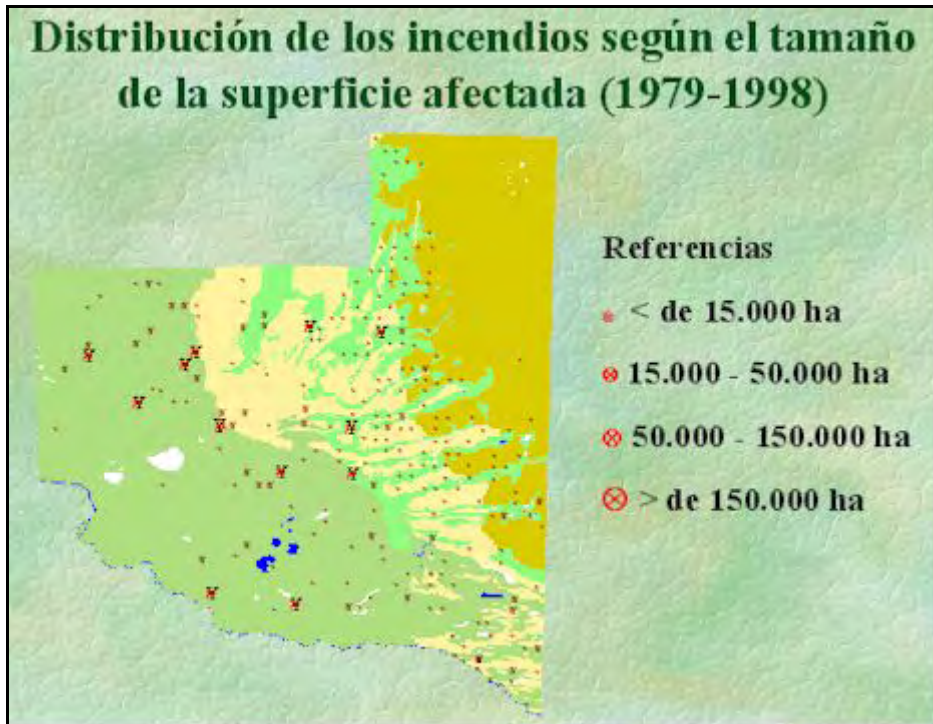 Distribución de los incendios según el tamaño
de la superficie afectada (1979-1998)
Referencias
< de 15.000 ha
15.000 - 50.000 ha
50.000 - 150.000 ha
> de 150.000 ha